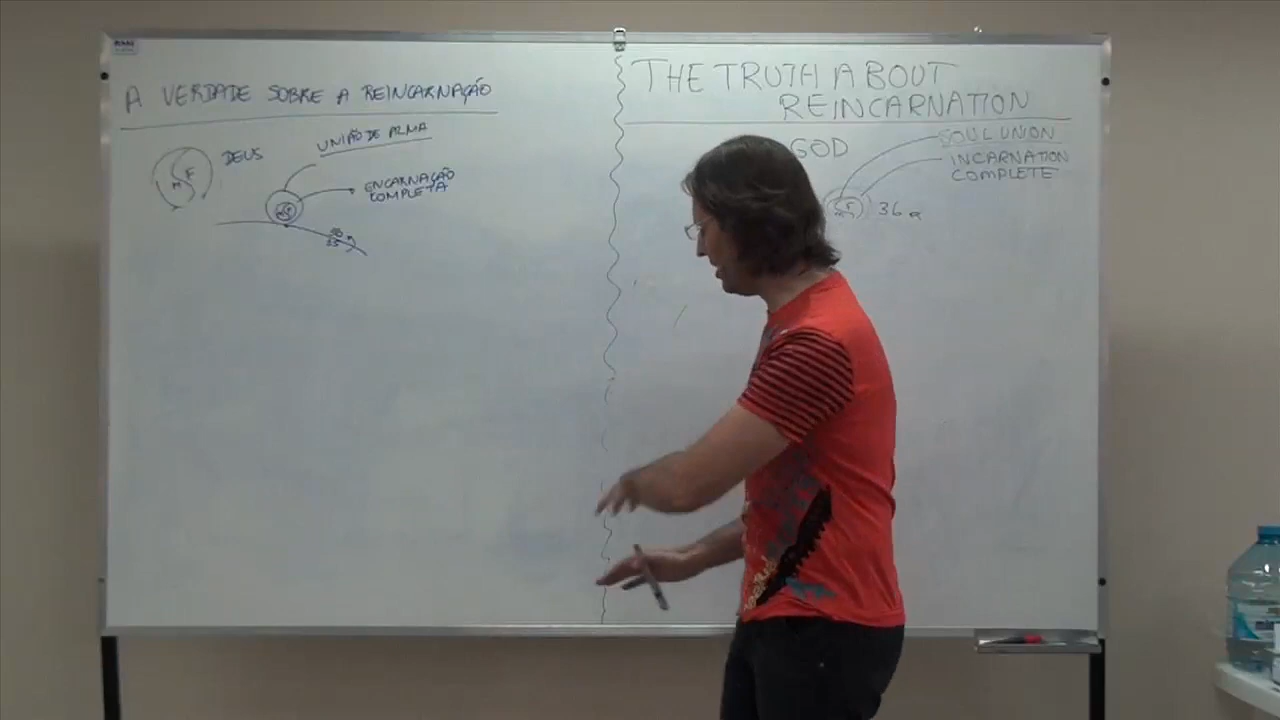 A VERDADE SOBRE A REINCARNAÇÃO
DEUS
M F
UNIÃO DE ALMA
ENCARNAÇÃO
COMPLETA
THE TRUTH ABOUT
REINCARNATION
GOD
SOUL UNION
INCARNATION
COMPLETE
36